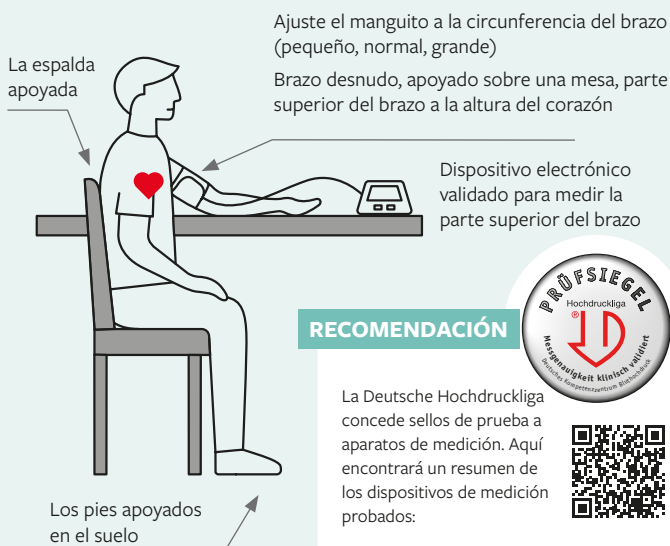 Ajuste el manguito a la circunferencia del brazo
(pequeño, normal, grande)
La espalda
apoyada
Brazo desnudo, apoyado sobre una mesa, parte
superior del brazo a la altura del corazón
Dispositivo electrónico
validado para medir la
parte superior del brazo
PRÜFSIEGEL
Hochdruckliga
®
Messgenauigkeit klinisch validiert
Deutsches Kompetenzzentrum Bluthochdruck
RECOMENDACIÓN
La Deutsche Hochdruckliga
concede sellos de prueba a
aparatos de medición. Aquí
encontrará un resumen de
los dispositivos de medición
probados:
Los pies apoyados
en el suelo